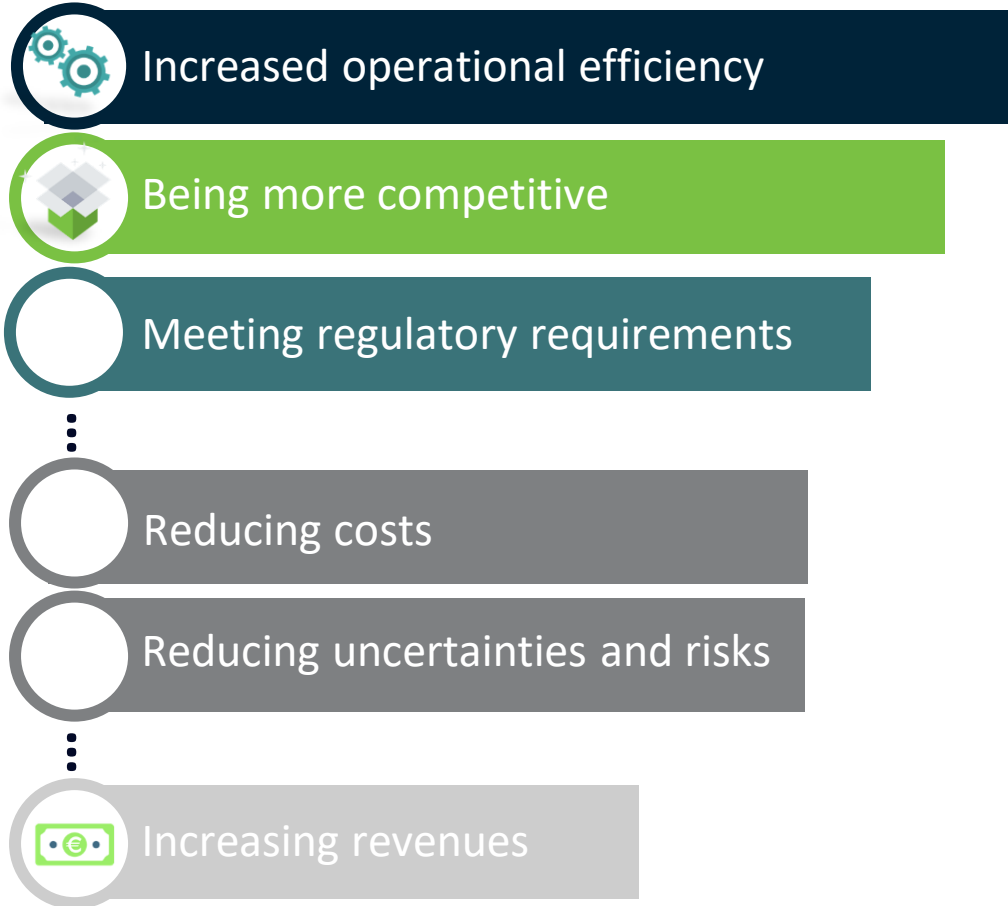 Increased operational efficiency
Being more competitive
Meeting regulatory requirements
Reducing costs
Reducing uncertainties and risks
Increasing revenues